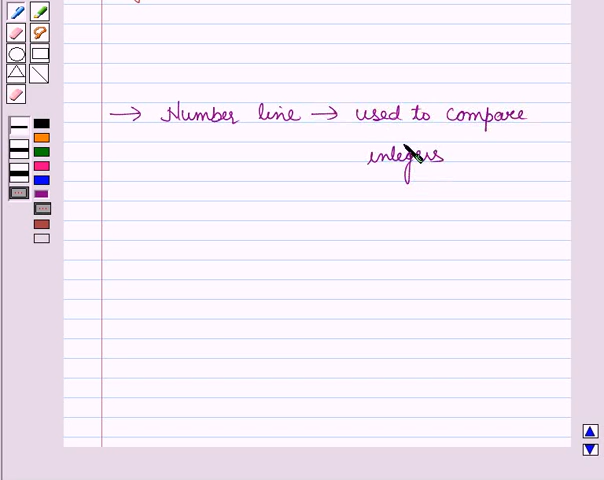 → Number line → used to compare
integers